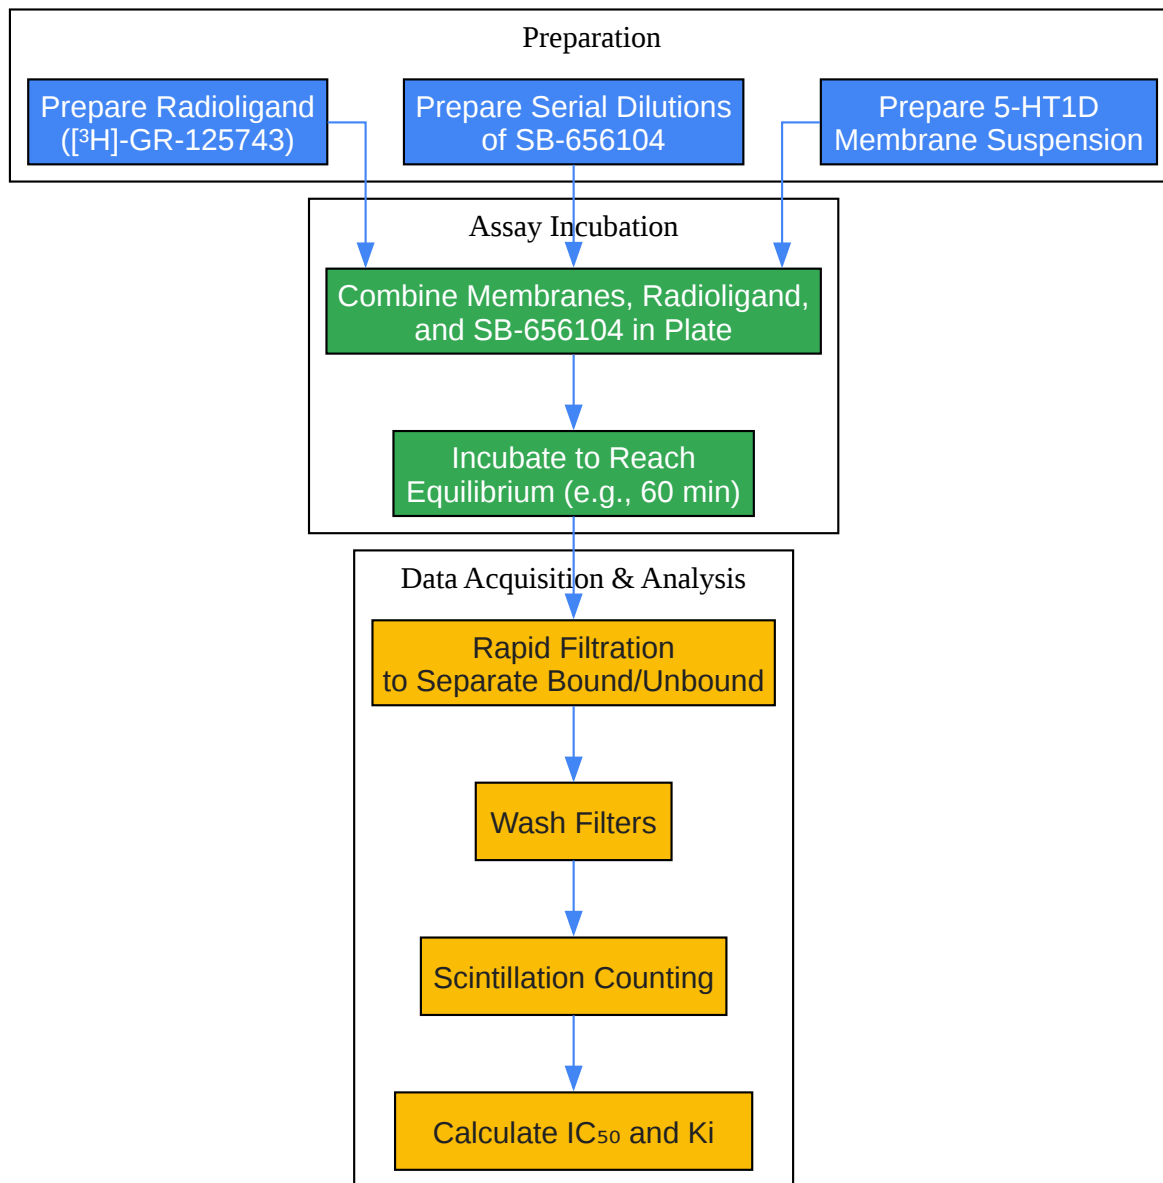 Preparation
Prepare Radioligand
([³H]-GR-125743)
Prepare Serial Dilutions
of SB-656104
Prepare 5-HT1D
Membrane Suspension
Assay Incubation
Combine Membranes, Radioligand,
and SB-656104 in Plate
Incubate to Reach
Equilibrium (e.g., 60 min)
Data Acquisition & Analysis
Rapid Filtration
to Separate Bound/Unbound
Wash Filters
Scintillation Counting
Calculate IC₅₀ and Ki